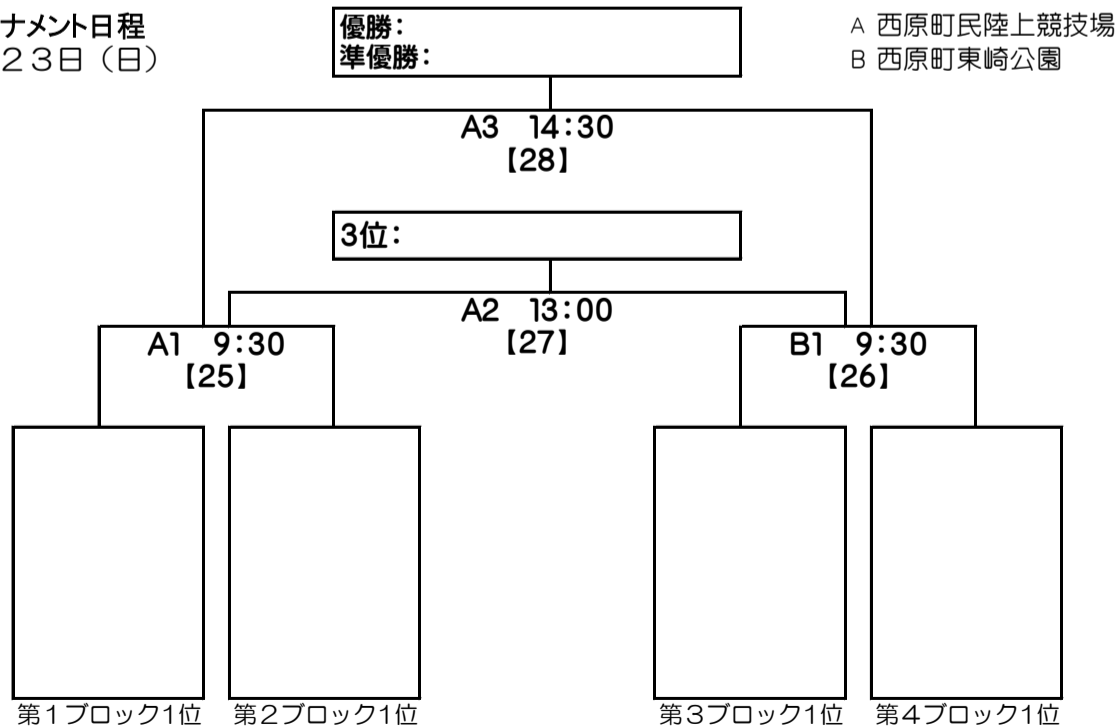 ナメント日程
２３日（日）
優勝：
準優勝：
A 西原町民陸上競技場
B 西原町東崎公園
A3 14：30
【28】
3位：
A2 13：00
【27】
A1 9：30
【25】
B1 9：30
【26】
第１ブロック1位
第２ブロック1位
第３ブロック1位
第４ブロック1位